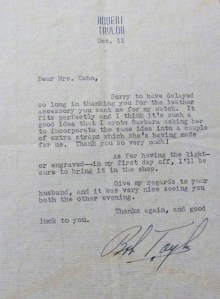 ROBERT
TAYLOR
Oct. 11
Dear Mrs. Cahn,
Sorry to have delayed
so long in thanking you for the leather
accessory you sent me for my watch. It
fits perfectly and I think it's such a
good idea that I wrote Barbara asking her
to incorporate the same idea into a couple
of extra straps which she's having made
for me. Thank you so very much!
As for having the light-
er engraved--in my first day off, I'll be
sure to bring it in the shop.
Give my regards to your
husband, and it was very nice seeing you
both the other evening.
Thanks again, and good
luck to you.
Bob Taylor